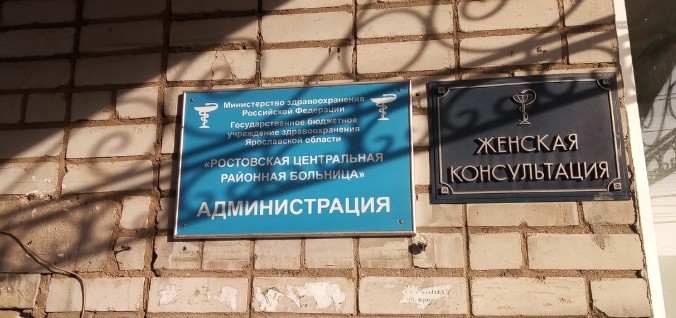 Министерство здравоохранения
Российской Федерации
Государственное бюджетное
учреждение здравоохранения
Ярославской области
«РОСТОВСКАЯ ЦЕНТРАЛЬНАЯ
РАЙОННАЯ БОЛЬНИЦА»
АДМИНИСТРАЦИЯ
ЖЕНСКАЯ
КОНСУЛЬТАЦИЯ